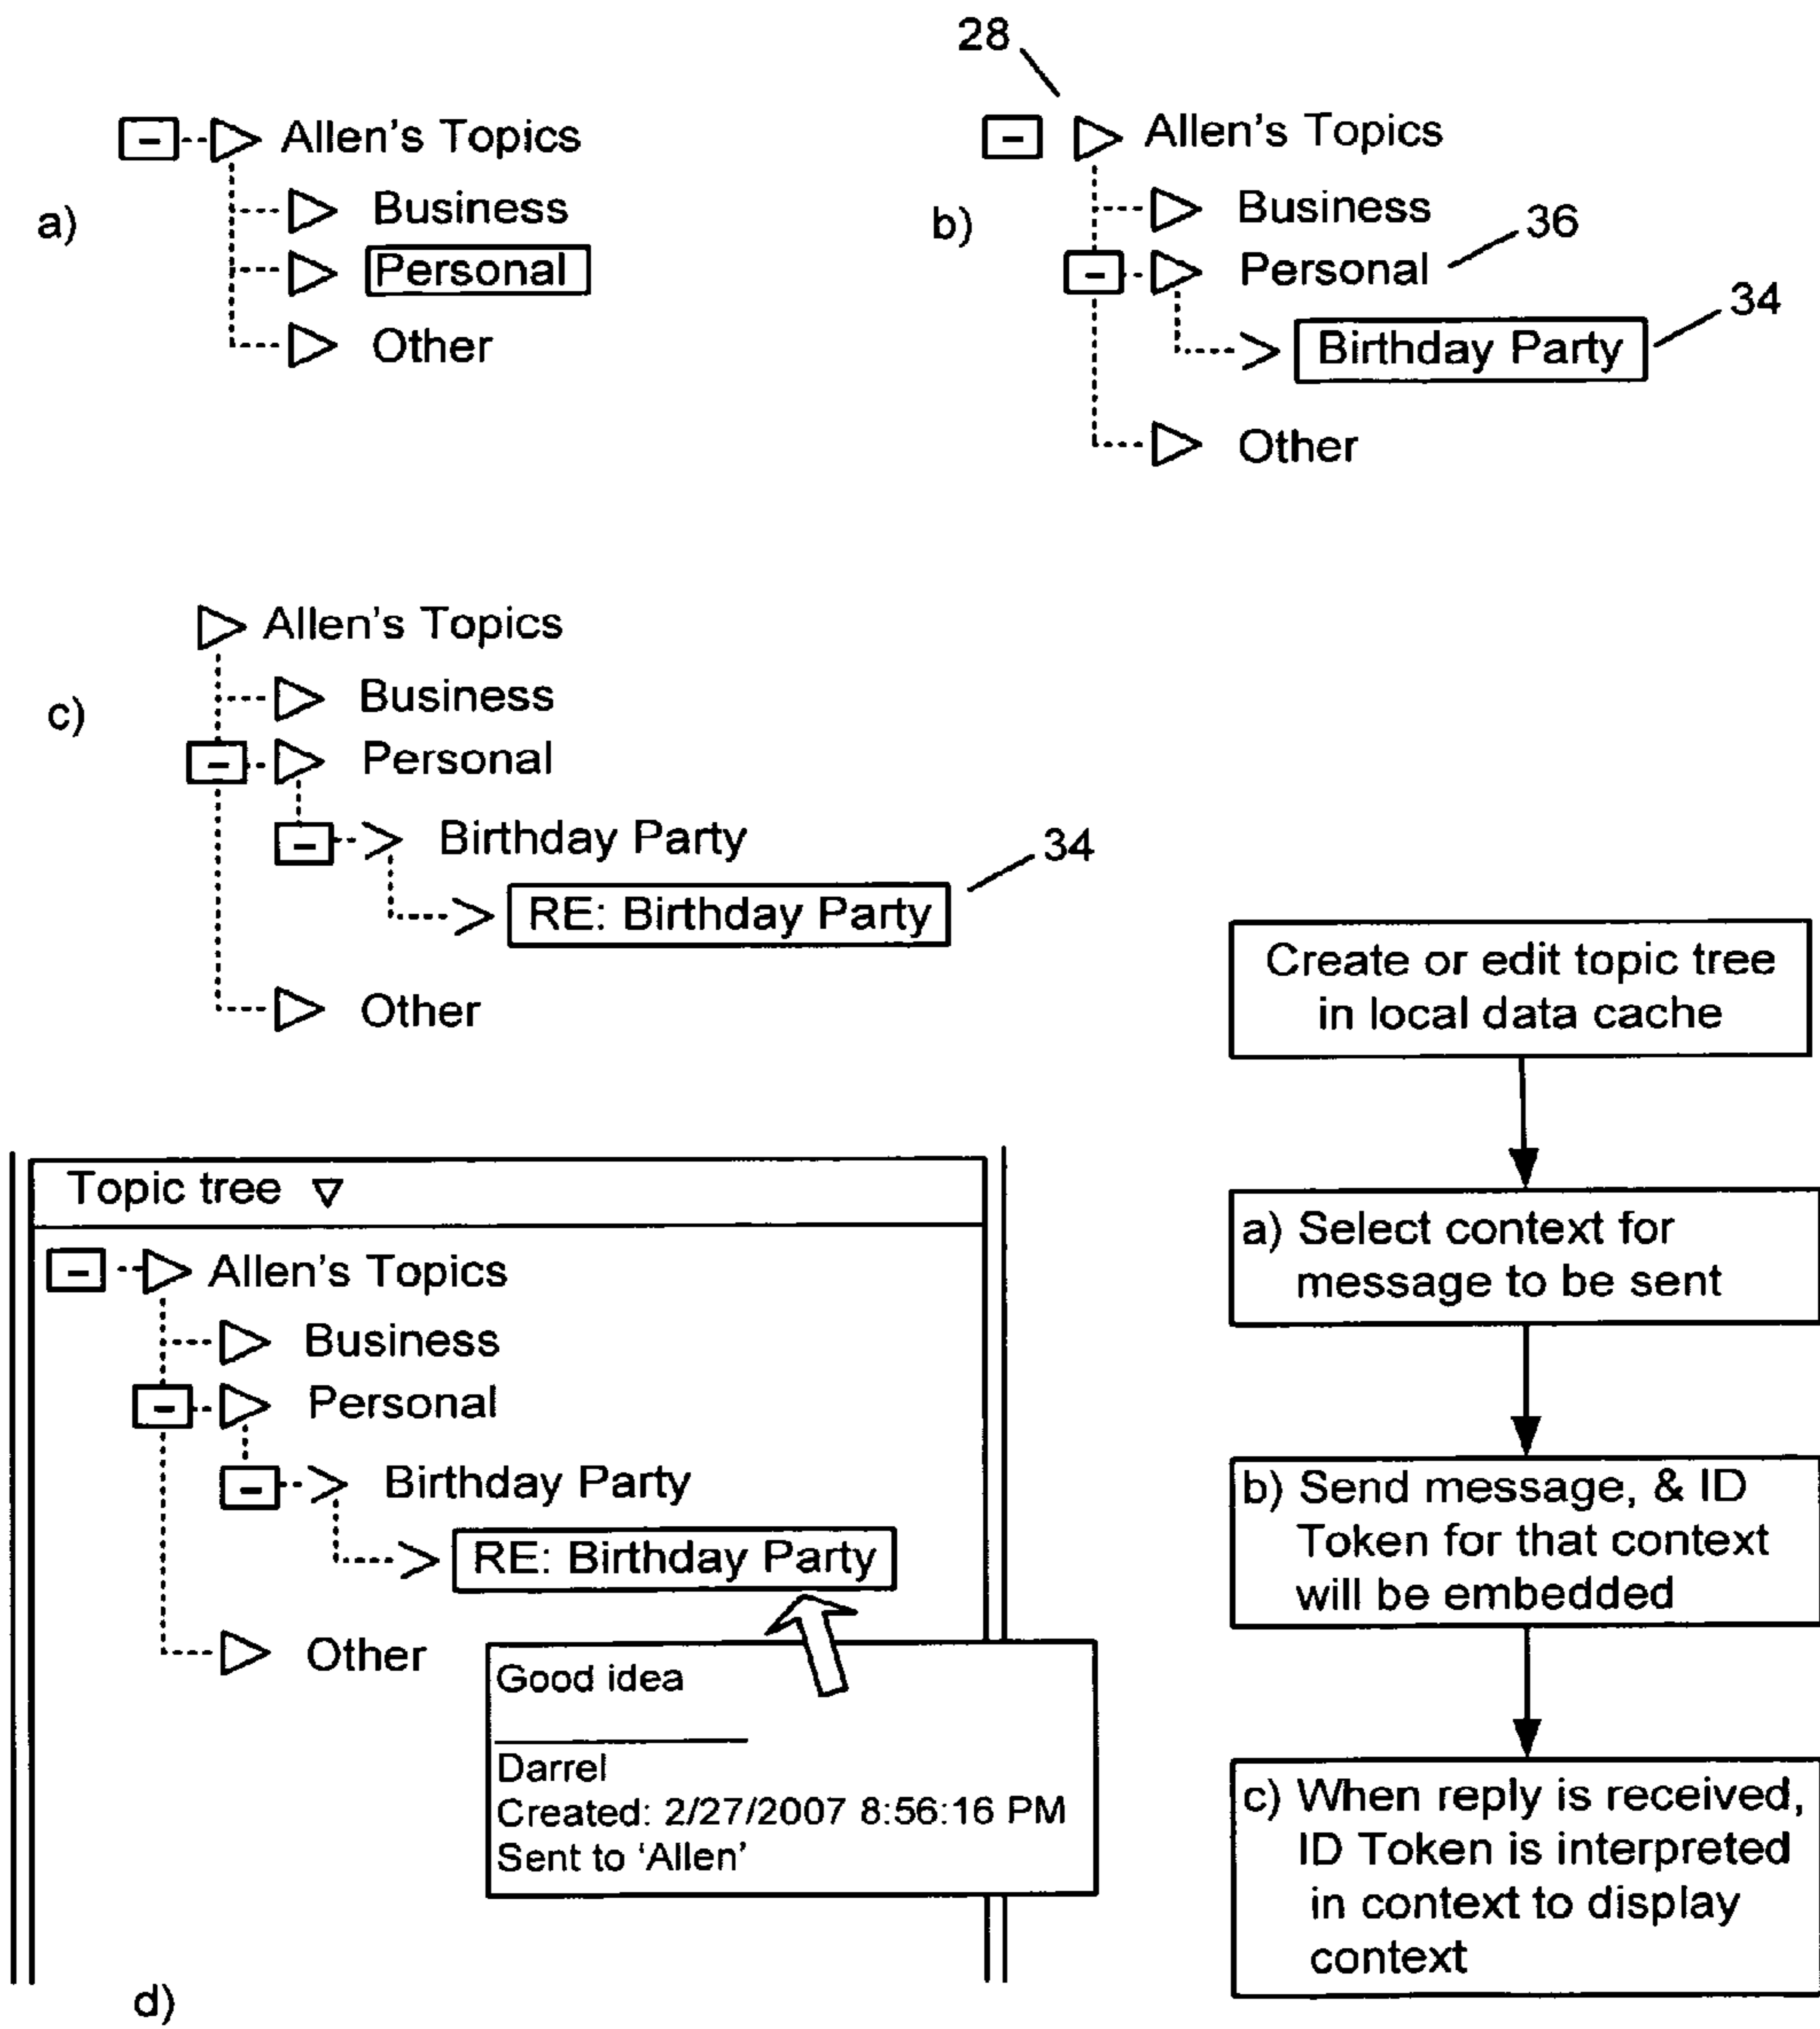 28
Allen's Topics
a)
Business
Personal
Other
Allen's Topics
b)
Business
Personal
36
34
Birthday Party
Other
Allen's Topics
c)
Business
Personal
Birthday Party
34
RE: Birthday Party
Other
Topic tree
Allen's Topics
Business
Personal
Birthday Party
RE: Birthday Party
Other
Good idea
Darrel
Created: 2/27/2007 8:56:16 PM
Sent to ‘Allen’
d)
Create or edit topic tree
in local data cache
a) Select context for
message to be sent
b) Send message, & ID
Token for that context
will be embedded
c) When reply is received,
ID Token is interpreted
in context to display
context